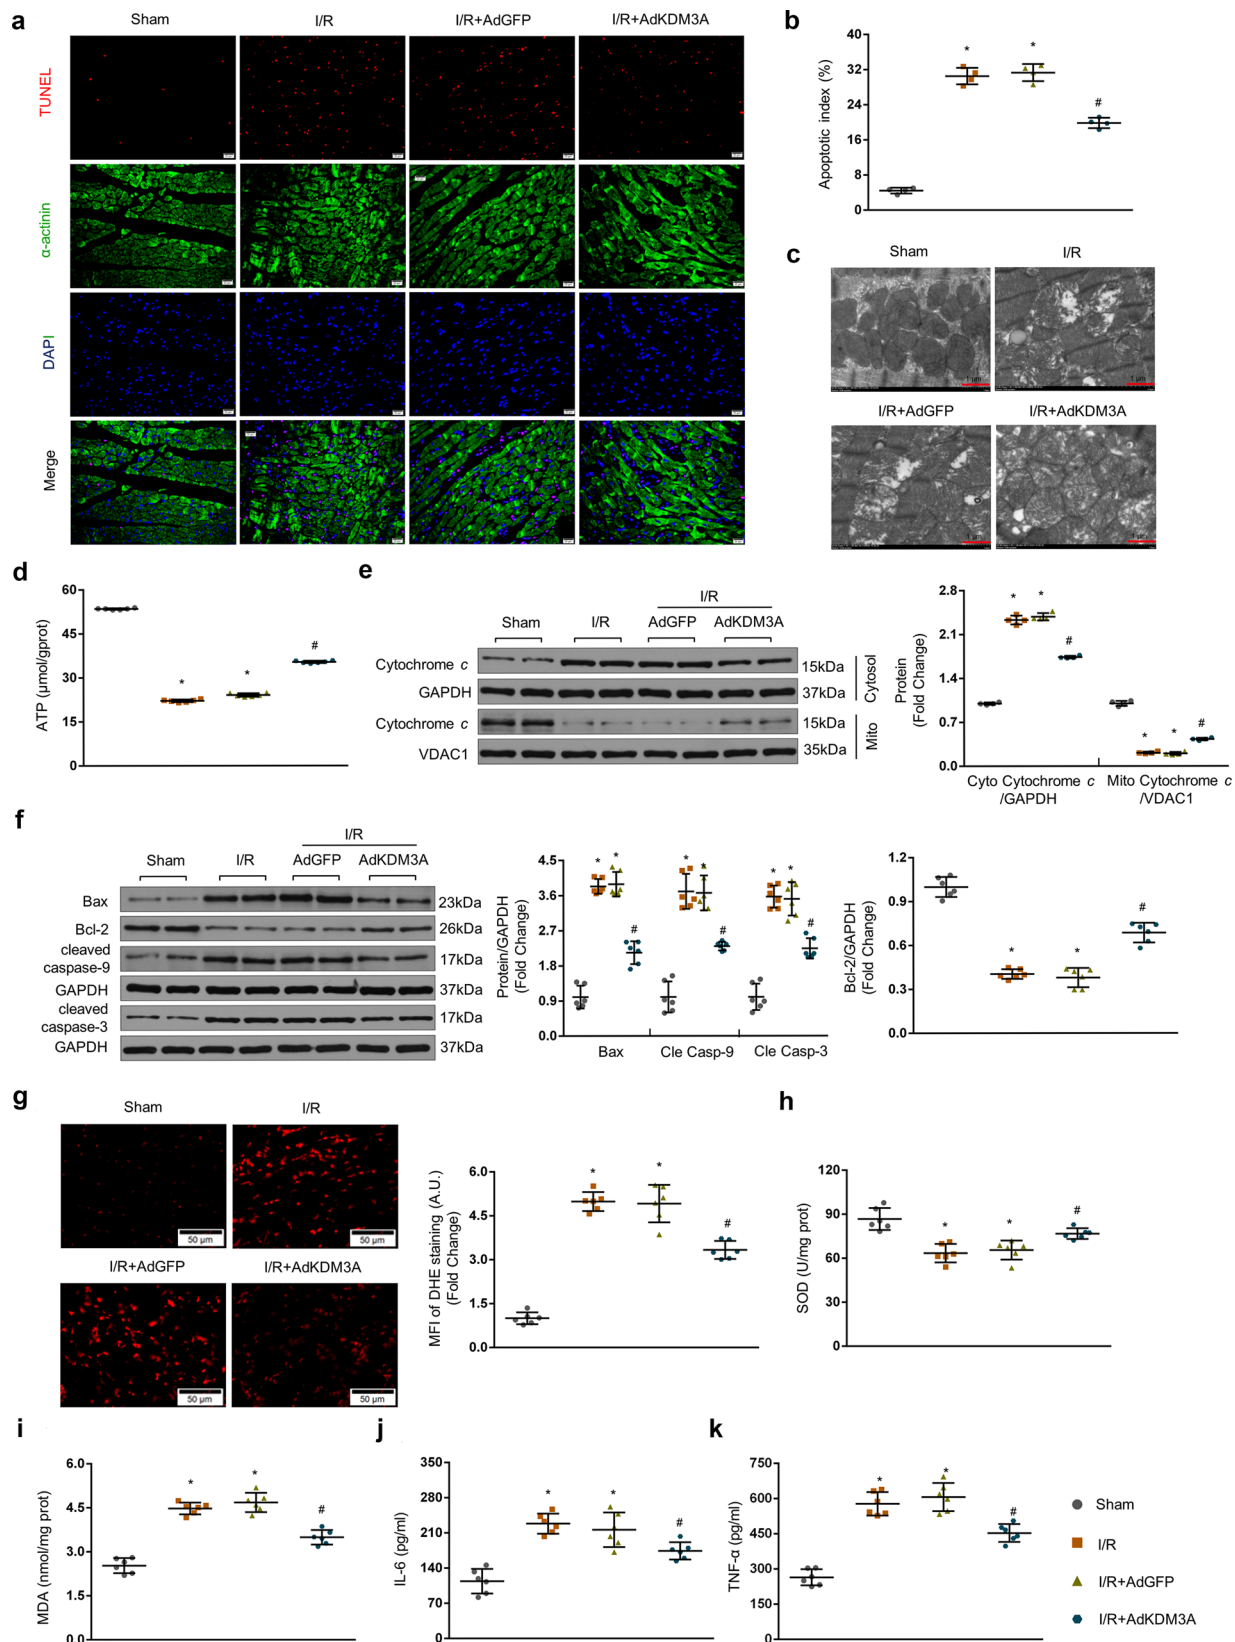 a
Sham
I/R
I/R+AdGFP
I/R+AdKDM3A
TUNEL
α-actinin
DAPI
Merge
b
Apoptotic index (%)
40
32
24
16
8
0
*
*
#
c
Sham
I/R
1 μm
1 μm
I/R+AdGFP
I/R+AdKDM3A
1 μm
1 μm
d
ATP (μmol/gprot)
60
45
30
15
0
*
*
#
e
I/R
Sham
I/R
AdGFP
AdKDM3A
Cytochrome c
15kDa
GAPDH
37kDa
Cytosol
Cytochrome c
15kDa
VDAC1
35kDa
Mito
Protein
(Fold Change)
2.8
2.1
1.4
0.7
0.0
*
*
#
*
*
#
Cyto Cytochrome c
/GAPDH
Mito Cytochrome c
/VDAC1
f
I/R
Sham
I/R
AdGFP
AdKDM3A
Bax
23kDa
Bcl-2
26kDa
cleaved
caspase-9
17kDa
GAPDH
37kDa
cleaved
caspase-3
17kDa
GAPDH
37kDa
Protein/GAPDH
(Fold Change)
4.5
3.6
2.7
1.8
0.9
0.0
*
*
#
*
*
#
*
*
#
Bax
Cle Casp-9
Cle Casp-3
Bcl-2/GAPDH
(Fold Change)
1.2
0.9
0.6
0.3
0.0
*
*
#
g
Sham
I/R
50 μm
50 μm
I/R+AdGFP
I/R+AdKDM3A
50 μm
50 μm
MFI of DHE staining (A.U.)
(Fold Change)
6.0
4.5
3.0
1.5
0.0
*
*
#
h
SOD (U/mg prot)
120
90
60
30
0
*
*
#
i
MDA (nmol/mg prot)
6.0
4.5
3.0
1.5
0.0
*
*
#
j
IL-6 (pg/ml)
350
280
210
140
70
0
*
*
#
k
TNF-α (pg/ml)
750
600
450
300
150
0
*
*
#
Sham
I/R
I/R+AdGFP
I/R+AdKDM3A